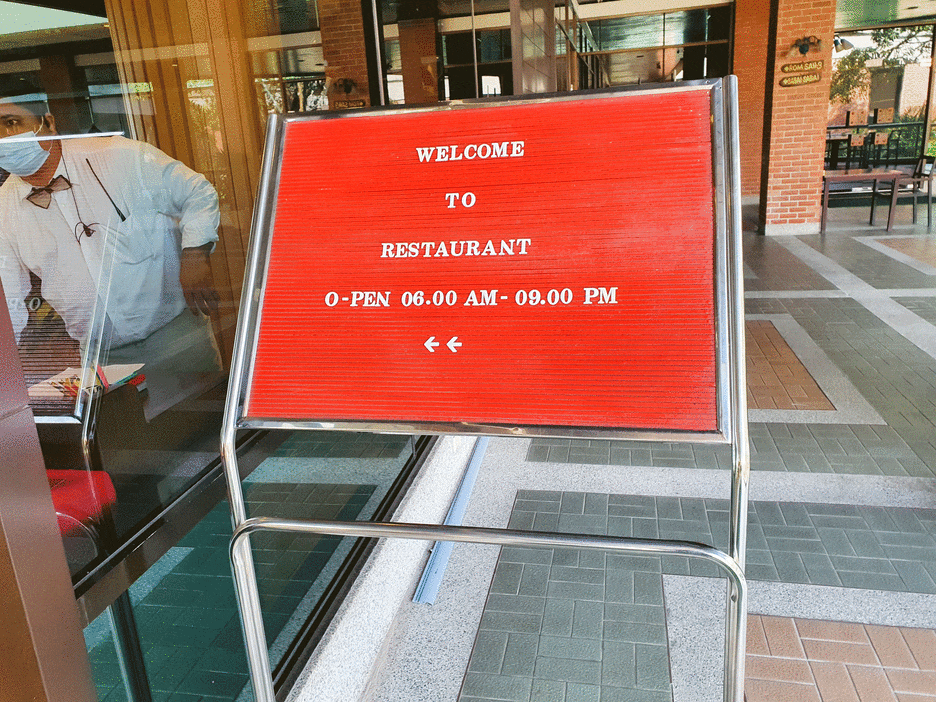 WELCOME
TO
RESTAURANT
O-PEN 06.00 AM- 09.00 PM
←←